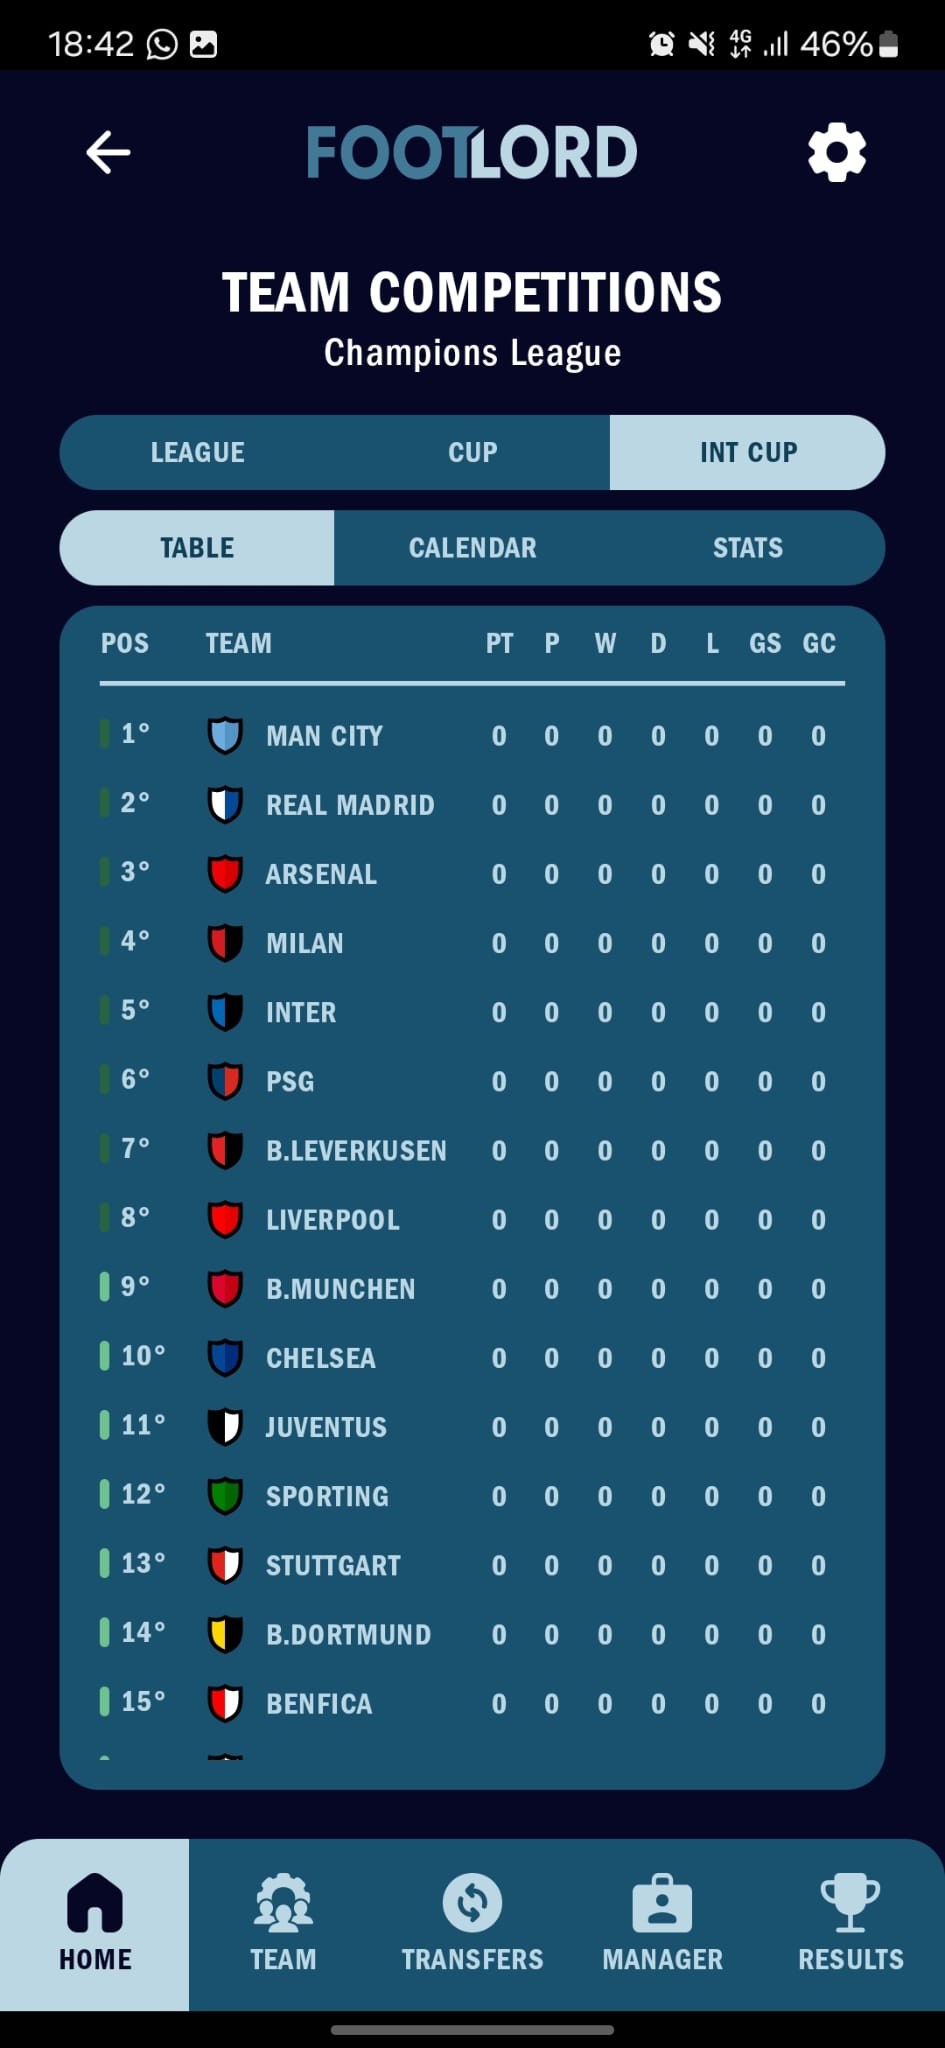 18:42 4G 46%
FOOTLORD
TEAM COMPETITIONS
Champions League
LEAGUE CUP INT CUP
TABLE CALENDAR STATS
POS TEAM PT P W D L GS GC
1° MAN CITY 0 0 0 0 0 0 0
2° REAL MADRID 0 0 0 0 0 0 0
3° ARSENAL 0 0 0 0 0 0 0
4° MILAN 0 0 0 0 0 0 0
5° INTER 0 0 0 0 0 0 0
6° PSG 0 0 0 0 0 0 0
7° B.LEVERKUSEN 0 0 0 0 0 0 0
8° LIVERPOOL 0 0 0 0 0 0 0
9° B.MUNCHEN 0 0 0 0 0 0 0
10° CHELSEA 0 0 0 0 0 0 0
11° JUVENTUS 0 0 0 0 0 0 0
12° SPORTING 0 0 0 0 0 0 0
13° STUTTGART 0 0 0 0 0 0 0
14° B.DORTMUND 0 0 0 0 0 0 0
15° BENFICA 0 0 0 0 0 0 0
HOME TEAM TRANSFERS MANAGER RESULTS